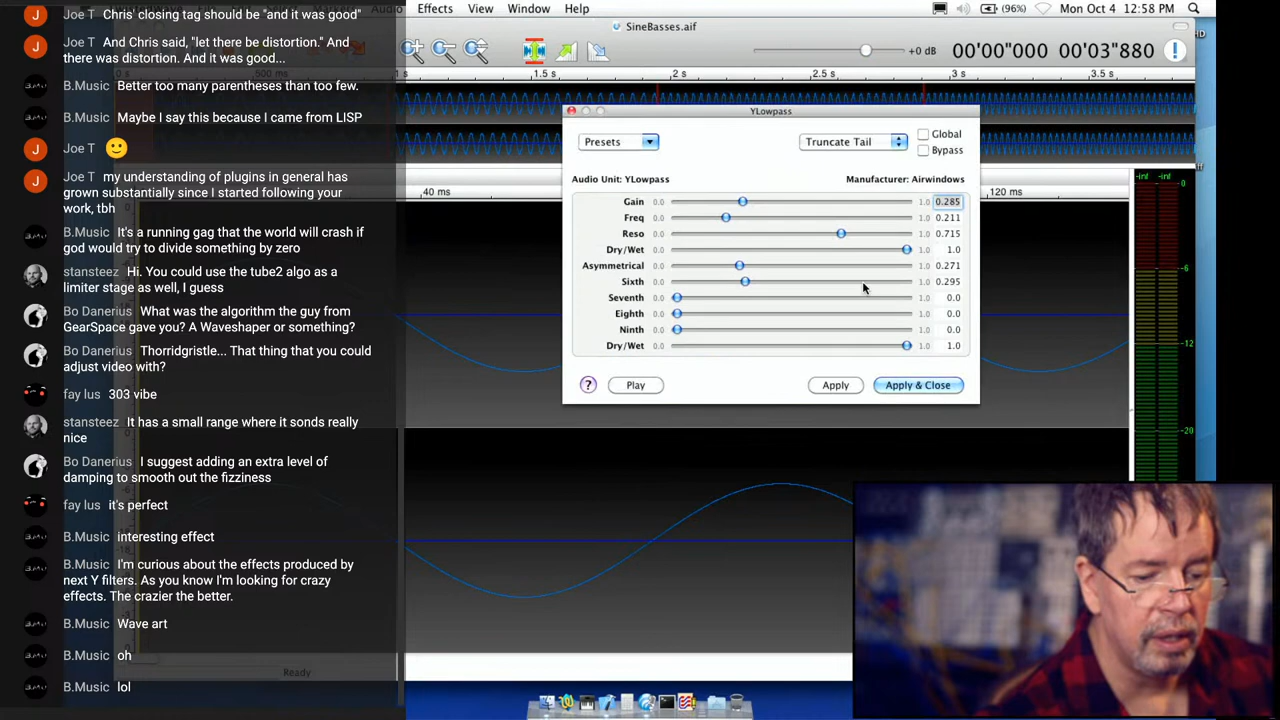 Joe T Chris' closing tag should be "and it was good"
Joe T And Chris said, "let there be distortion." And
there was distortion. And it was good...
B.Music Better too many parentheses than too few.
B.Music Maybe I say this because I came from LISP
Joe T 🙂
Joe T my understanding of plugins in general has
grown substantially since I started following your
work, tbh
B.Music It's a running gag that the world will crash if
god would try to divide something by zero
stansteez Hi. You could use the tube2 algo as a
limiter stage as well, I guess
Bo Danerius What was the algorithm the guy from
GearSpace gave you? A Waveshaper or something?
Bo Danerius Thorridgristle... That thing that you could
adjust video with?
fay lus 303 vibe
stansteez It has a small range where it sonds really
nice
Bo Danerius I suggest adding an extra level of
damping to smooth out the fizziness
fay lus it's perfect
B.Music interesting effect
B.Music I'm curious about the effects produced by
next Y filters. As you know I'm looking for crazy
effects. The crazier the better.
B.Music Wave art
B.Music oh
B.Music lol
Ready
Effects View Window Help (96%) Mon Oct 4 12:58 PM
SineBasses.aif
+0 dB 00'00"000 00'03"880
1 s 1.5 s 2 s 2.5 s 3 s 3.5 s
40 ms 120 ms
YLowpass
Presets Truncate Tail Global
Bypass
Audio Unit: YLowpass Manufacturer: Airwindows
Gain 0.0 1.0 0.285
Freq 0.0 1.0 0.211
Reso 0.0 1.0 0.715
Dry/Wet 0.0 1.0 1.0
Asymmetrical 0.0 1.0 0.271
Sixth 0.0 1.0 0.295
Seventh 0.0 1.0 0.0
Eighth 0.0 1.0 0.0
Ninth 0.0 1.0 0.0
Dry/Wet 0.0 1.0 1.0
? Play Apply Apply & Close
-inf -inf
0
-6
-12
-20